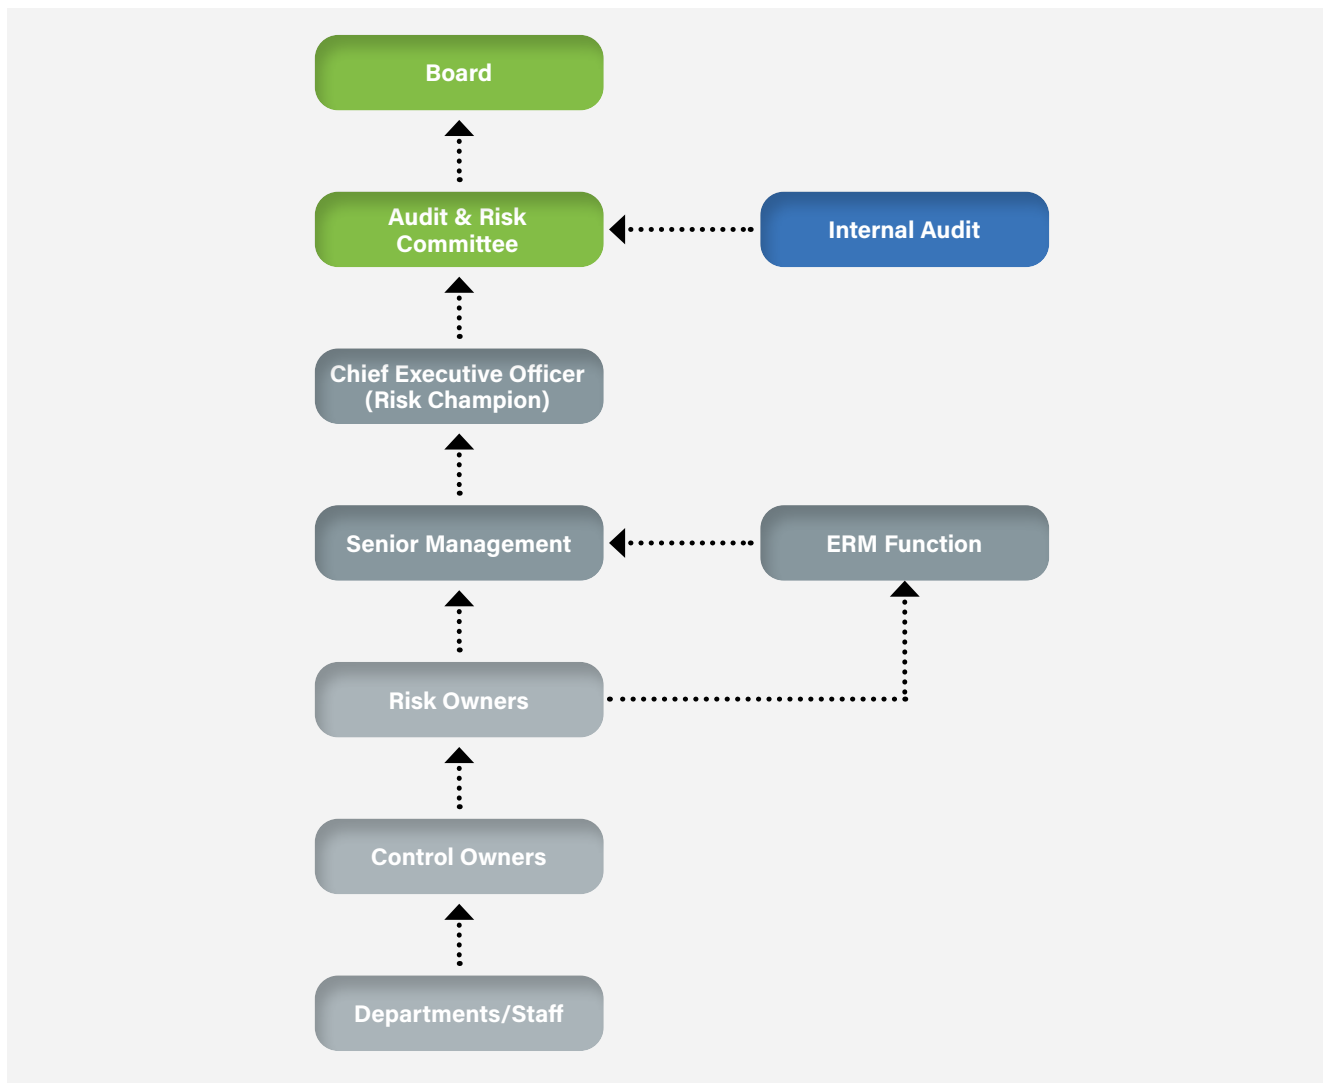 Board
Audit & Risk
Committee
Internal Audit
Chief Executive Officer
(Risk Champion)
Senior Management
ERM Function
Risk Owners
Control Owners
Departments/Staff